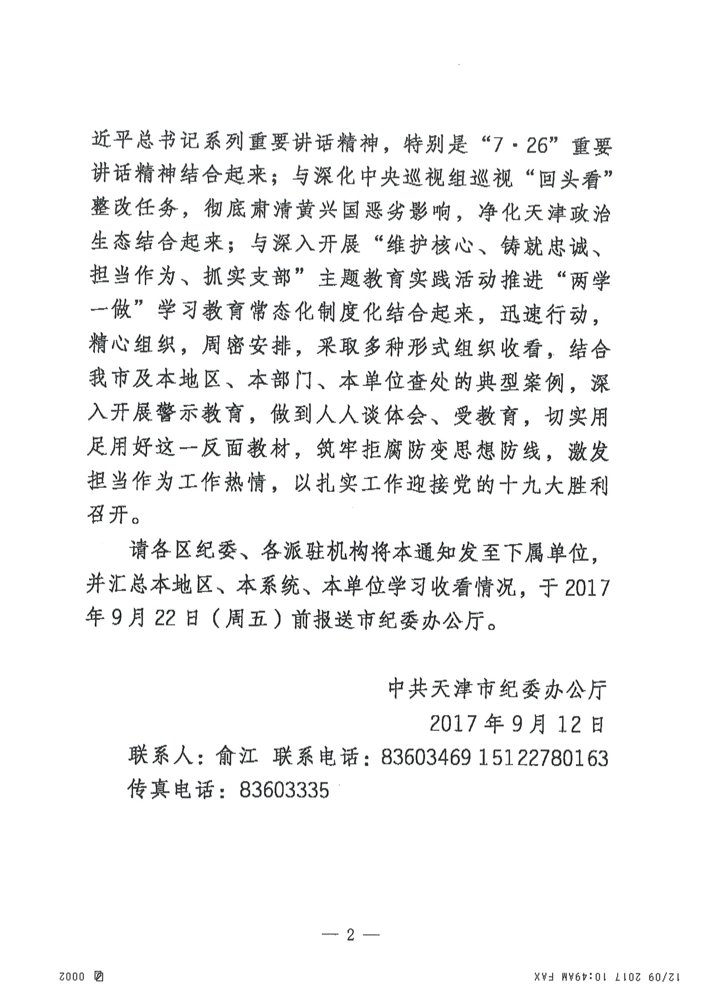 近平总书记系列重要讲话精神，特别是“7·26”重要
讲话精神结合起来；与深化中央巡视组巡视“回头看”
整改任务，彻底肃清黄兴国恶劣影响，净化天津政治
生态结合起来；与深入开展“维护核心、铸就忠诚、
担当作为、抓实支部”主题教育实践活动推进“两学
一做”学习教育常态化制度化结合起来，迅速行动，
精心组织，周密安排，采取多种形式组织收看，结合
我市及本地区、本部门、本单位查处的典型案例，深
入开展警示教育，做到人人谈体会、受教育，切实用
足用好这一反面教材，筑牢拒腐防变思想防线，激发
担当作为工作热情，以扎实工作迎接党的十九大胜利
召开。
请各区纪委、各派驻机构将本通知发至下属单位，
并汇总本地区、本系统、本单位学习收看情况，于2017
年9月22日（周五）前报送市纪委办公厅。
中共天津市纪委办公厅
2017年9月12日
联系人：俞江 联系电话：83603469 15122780163
传真电话：83603335
— 2 —
12/09 2017 10:49AM FAX
0002